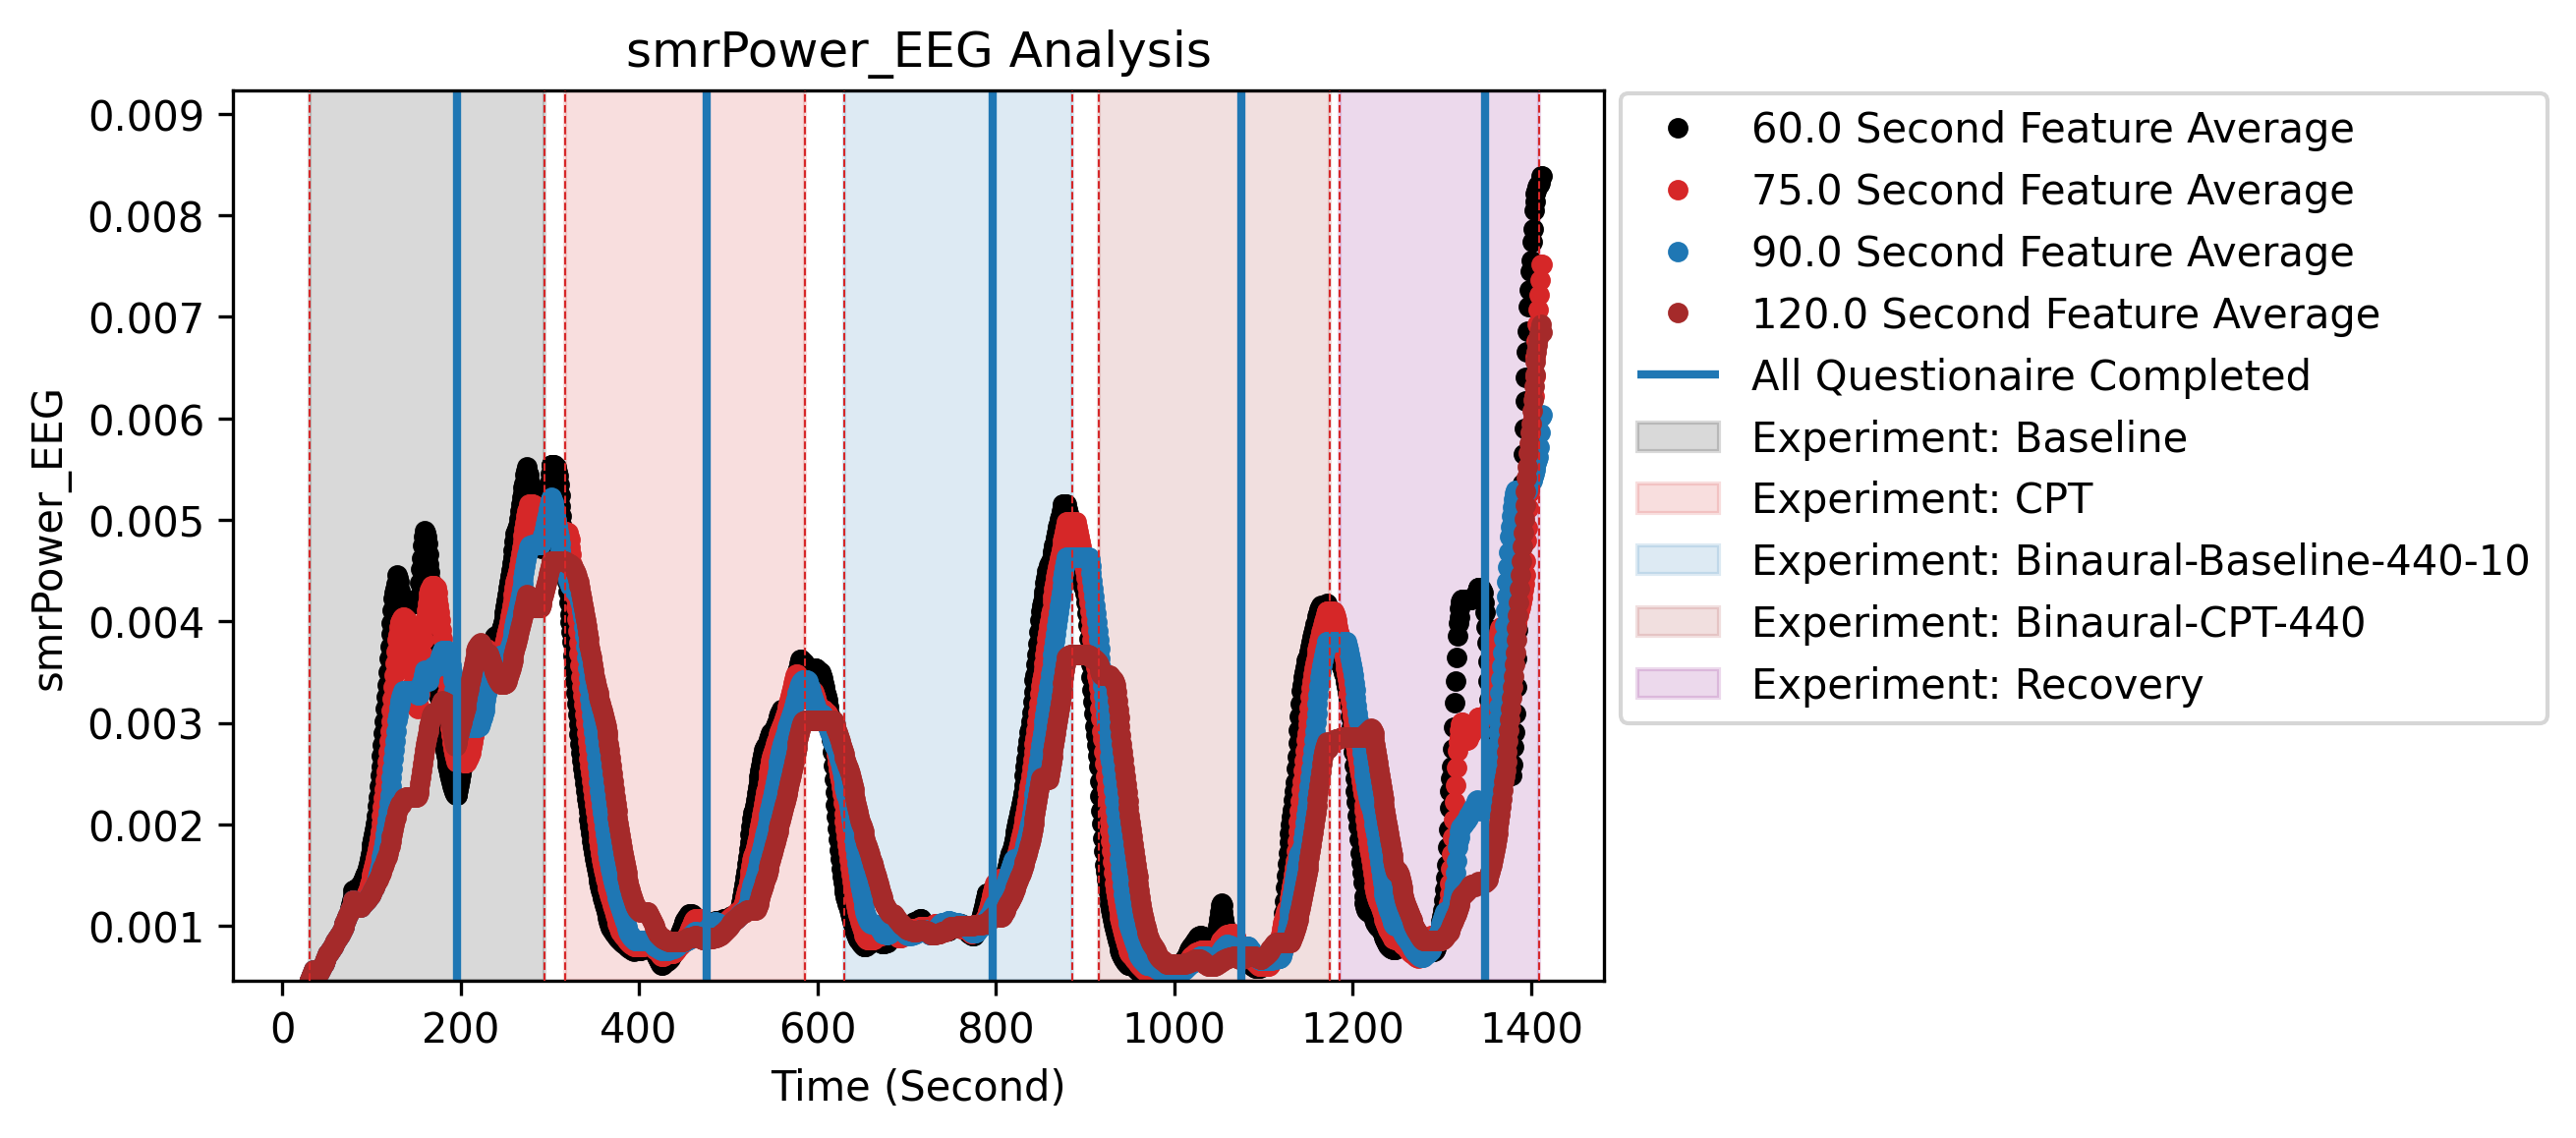 smrPower_EEG Analysis
0.009
0.008
0.007
0.006
0.005
0.004
0.003
0.002
0.001
smrPower_EEG
0
200
400
600
800
1000
1200
1400
Time (Second)
60.0 Second Feature Average
75.0 Second Feature Average
90.0 Second Feature Average
120.0 Second Feature Average
All Questionaire Completed
Experiment: Baseline
Experiment: CPT
Experiment: Binaural-Baseline-440-10
Experiment: Binaural-CPT-440
Experiment: Recovery